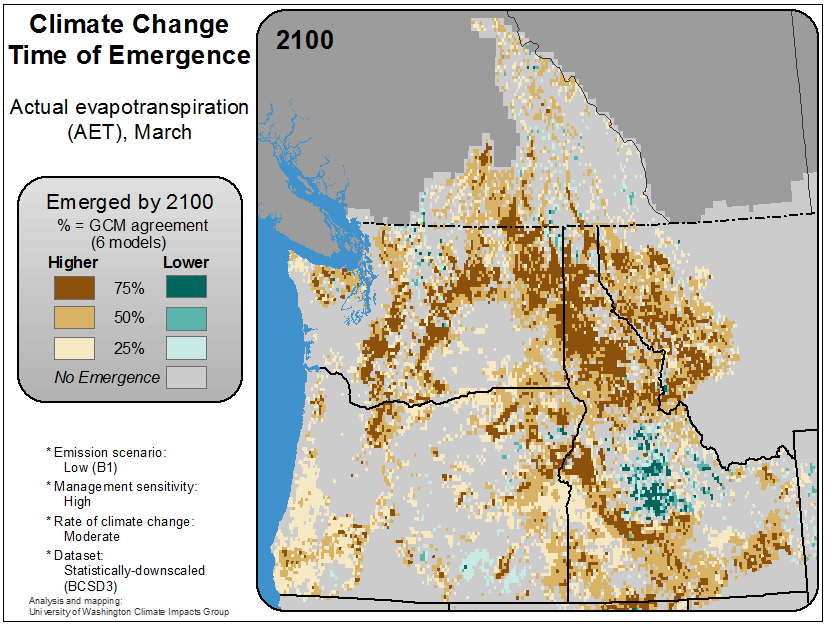 Climate Change
Time of Emergence
Actual evapotranspiration
(AET), March
2100
Emerged by 2100
% = GCM agreement
(6 models)
Higher Lower
75%
50%
25%
No Emergence
* Emission scenario:
Low (B1)
* Management sensitivity:
High
* Rate of climate change:
Moderate
* Dataset:
Statistically-downscaled
(BCSD3)
Analysis and mapping:
University of Washington Climate Impacts Group